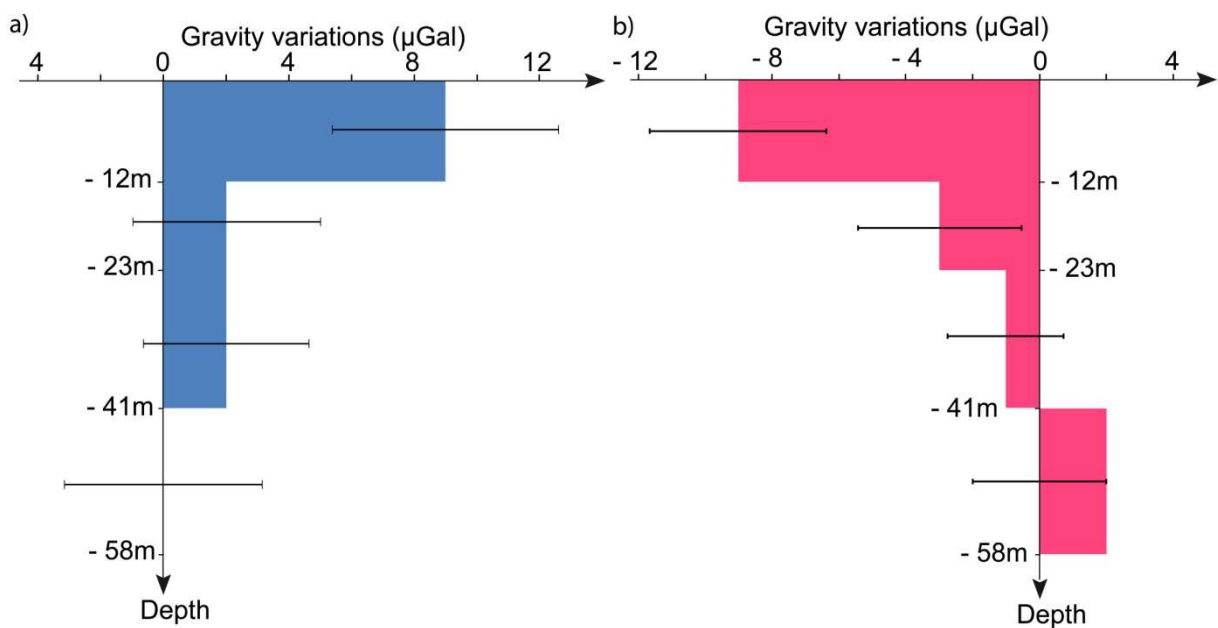 a)
Gravity variations (µGal)
4 0 4 8 12
- 12m
- 23m
- 41m
- 58m
Depth
b)
Gravity variations (µGal)
- 12 - 8 - 4 0 4
- 12m
- 23m
- 41m
- 58m
Depth